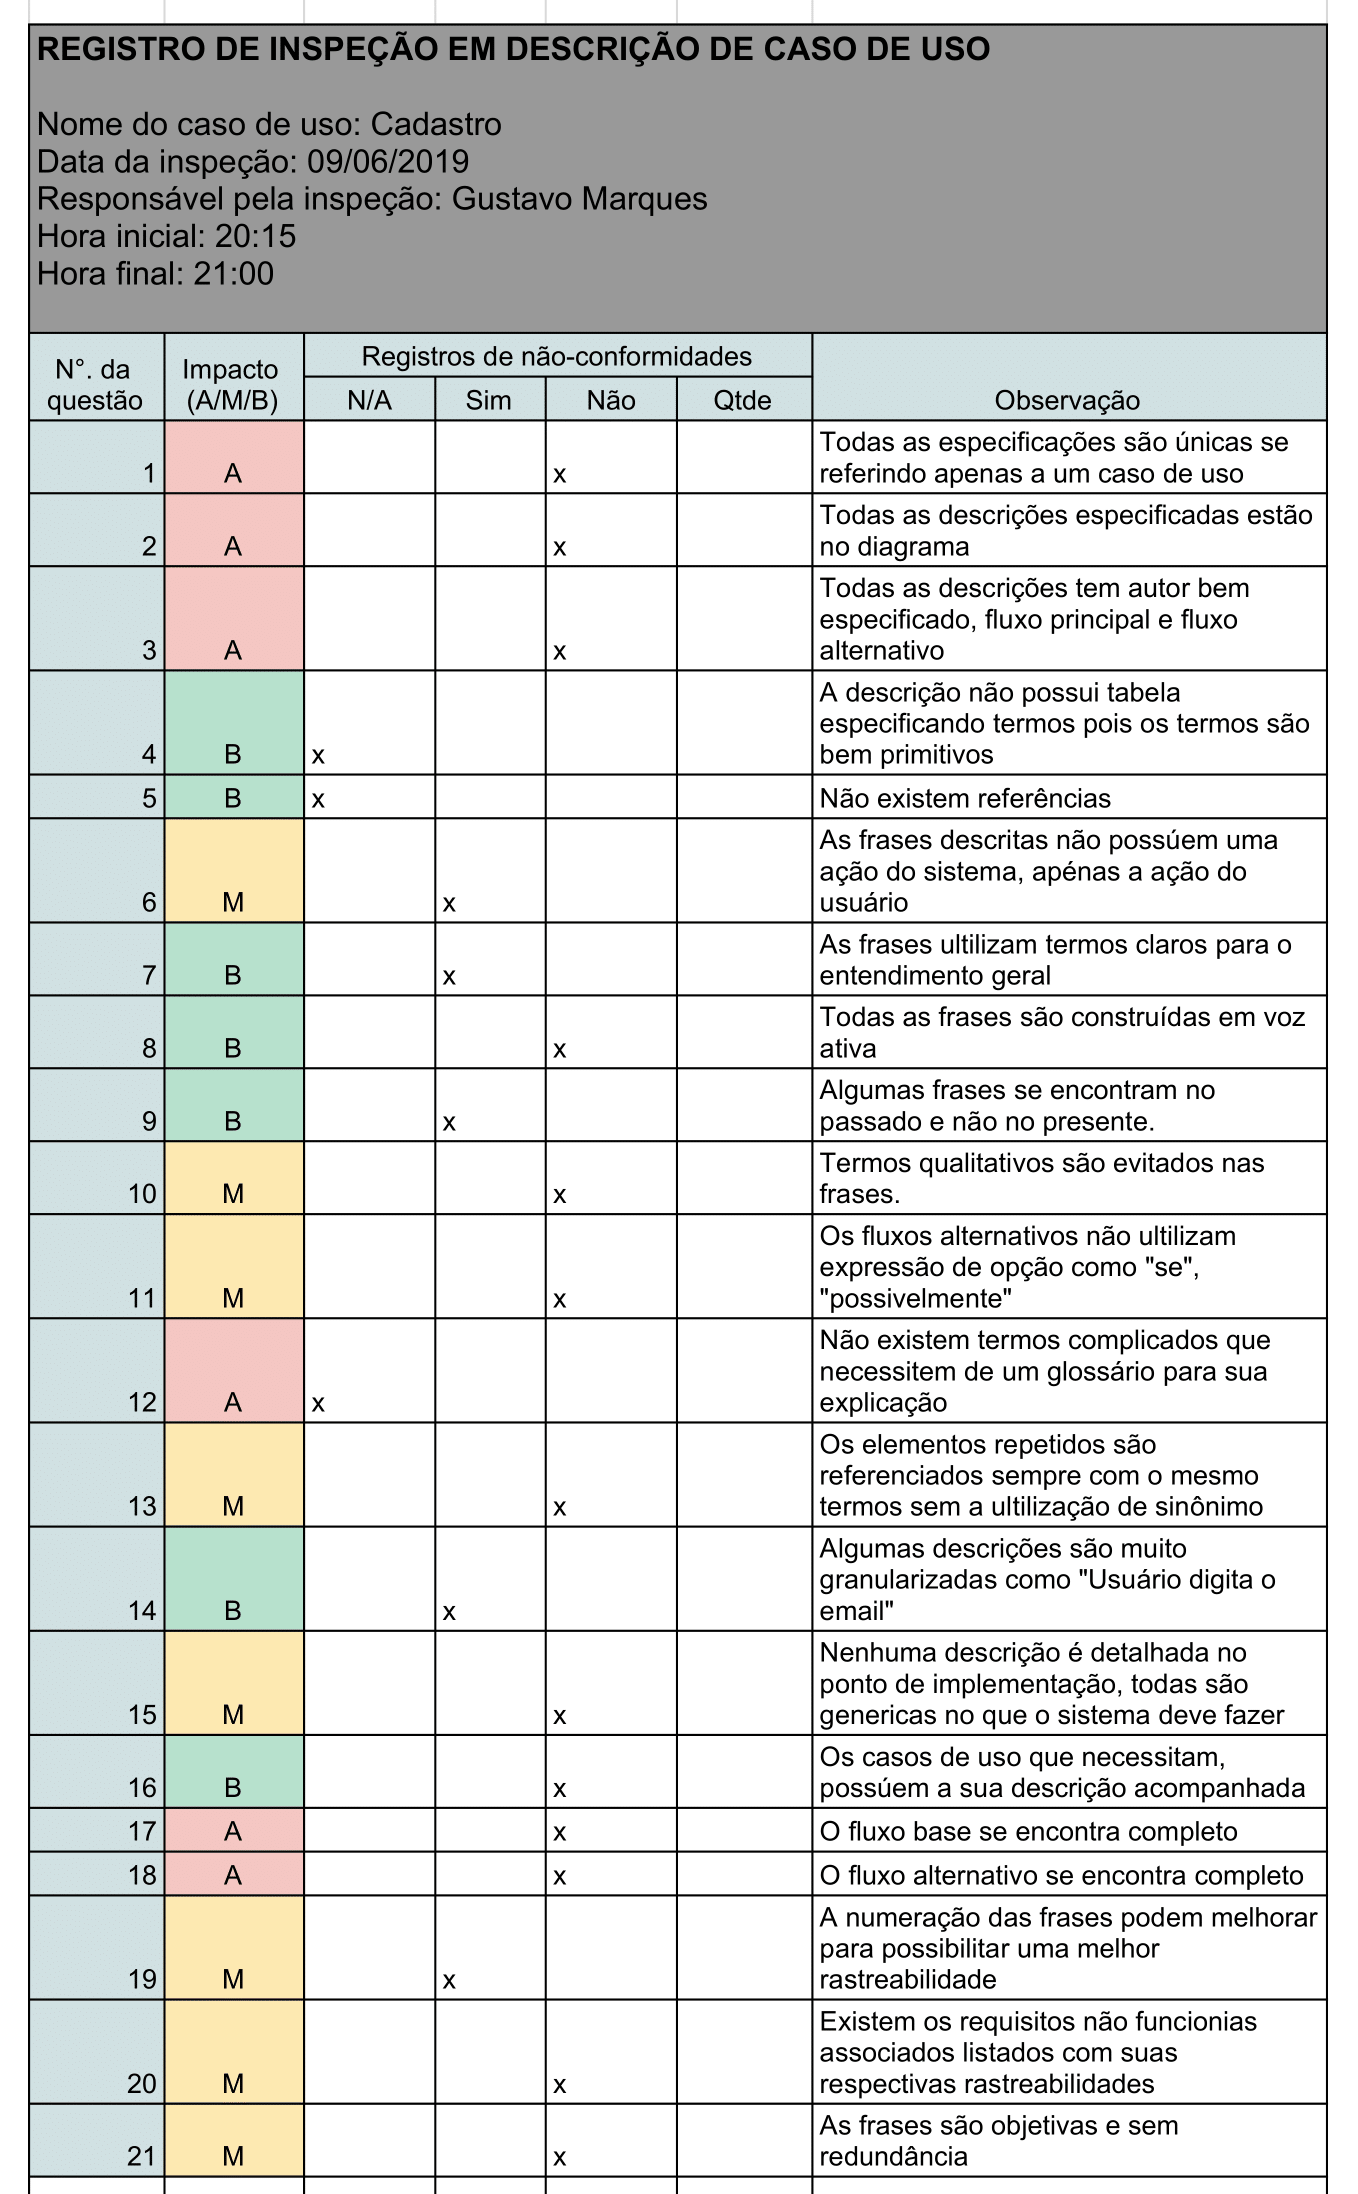 REGISTRO DE INSPEÇÃO EM DESCRIÇÃO DE CASO DE USO
Nome do caso de uso: Cadastro
Data da inspeção: 09/06/2019
Responsável pela inspeção: Gustavo Marques
Hora inicial: 20:15
Hora final: 21:00
N°. da questão Impacto (A/M/B) Registros de não-conformidades Observação
N/A Sim Não Qtde
1 A x Todas as especificações são únicas se
referindo apenas a um caso de uso
2 A x Todas as descrições especificadas estão
no diagrama
3 A x Todas as descrições tem autor bem
especificado, fluxo principal e fluxo
alternativo
4 B x A descrição não possui tabela
especificando termos pois os termos são
bem primitivos
5 B x Não existem referências
6 M x As frases descritas não possúem uma
ação do sistema, apénas a ação do
usuário
7 B x As frases ultilizam termos claros para o
entendimento geral
8 B x Todas as frases são construídas em voz
ativa
9 B x Algumas frases se encontram no
passado e não no presente.
10 M x Termos qualitativos são evitados nas
frases.
11 M x Os fluxos alternativos não ultilizam
expressão de opção como "se",
"possivelmente"
12 A x Não existem termos complicados que
necessitem de um glossário para sua
explicação
13 M x Os elementos repetidos são
referenciados sempre com o mesmo
termos sem a ultilização de sinônimo
14 B x Algumas descrições são muito
granularizadas como "Usuário digita o
email"
15 M x Nenhuma descrição é detalhada no
ponto de implementação, todas são
genericas no que o sistema deve fazer
16 B x Os casos de uso que necessitam,
possúem a sua descrição acompanhada
17 A x O fluxo base se encontra completo
18 A x O fluxo alternativo se encontra completo
19 M x A numeração das frases podem melhorar
para possibilitar uma melhor
rastreabilidade
20 M x Existem os requisitos não funcionias
associados listados com suas
respectivas rastreabilidades
21 M x As frases são objetivas e sem
redundância